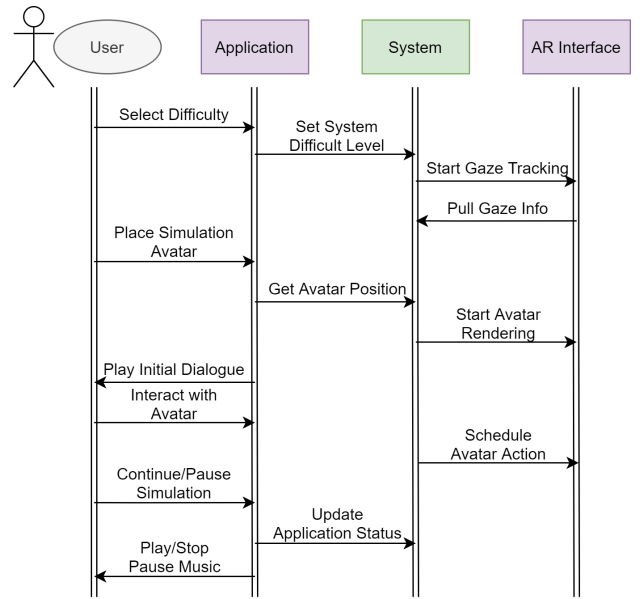 User
Application
System
AR Interface
Select Difficulty
Set System
Difficult Level
Start Gaze Tracking
Pull Gaze Info
Place Simulation
Avatar
Get Avatar Position
Start Avatar
Rendering
Play Initial Dialogue
Interact with
Avatar
Schedule
Avatar Action
Continue/Pause
Simulation
Update
Application Status
Play/Stop
Pause Music